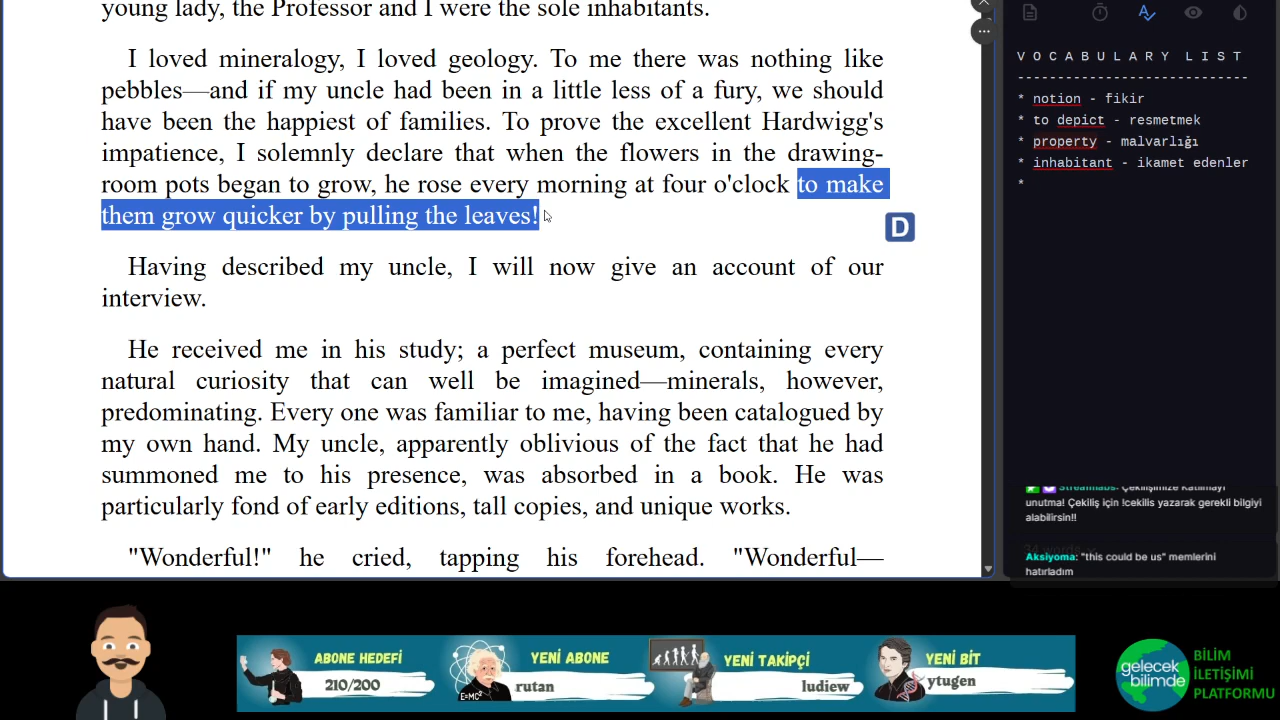 young lady, the Professor and I were the sole inhabitants.
I loved mineralogy, I loved geology. To me there was nothing like
pebbles—and if my uncle had been in a little less of a fury, we should
have been the happiest of families. To prove the excellent Hardwigg's
impatience, I solemnly declare that when the flowers in the drawing-
room pots began to grow, he rose every morning at four o'clock to make
them grow quicker by pulling the leaves!
D
Having described my uncle, I will now give an account of our
interview.
He received me in his study; a perfect museum, containing every
natural curiosity that can well be imagined—minerals, however,
predominating. Every one was familiar to me, having been catalogued by
my own hand. My uncle, apparently oblivious of the fact that he had
summoned me to his presence, was absorbed in a book. He was
particularly fond of early editions, tall copies, and unique works.
"Wonderful!" he cried, tapping his forehead. "Wonderful—
VOCABULARY LIST
-----------------------------
* notion - fikir
* to depict - resmetmek
* property - malvarlığı
* inhabitant - ikamet edenler
*
Streamlabs: Çekilişimize Katılmayı
unutma! Çekiliş için !cekilis yazarak gerekli bilgiyi
alabilirsin!!
Aksiyoma: "this could be us" memlerini
hatırladım
ABONE HEDEFİ
210/200
E=MC²
YENİ ABONE
rutan
YENİ TAKİPÇİ
ludiew
YENİ BİT
ytugen
gelecek
bilimde
BİLİM
İLETİŞİMİ
PLATFORMU